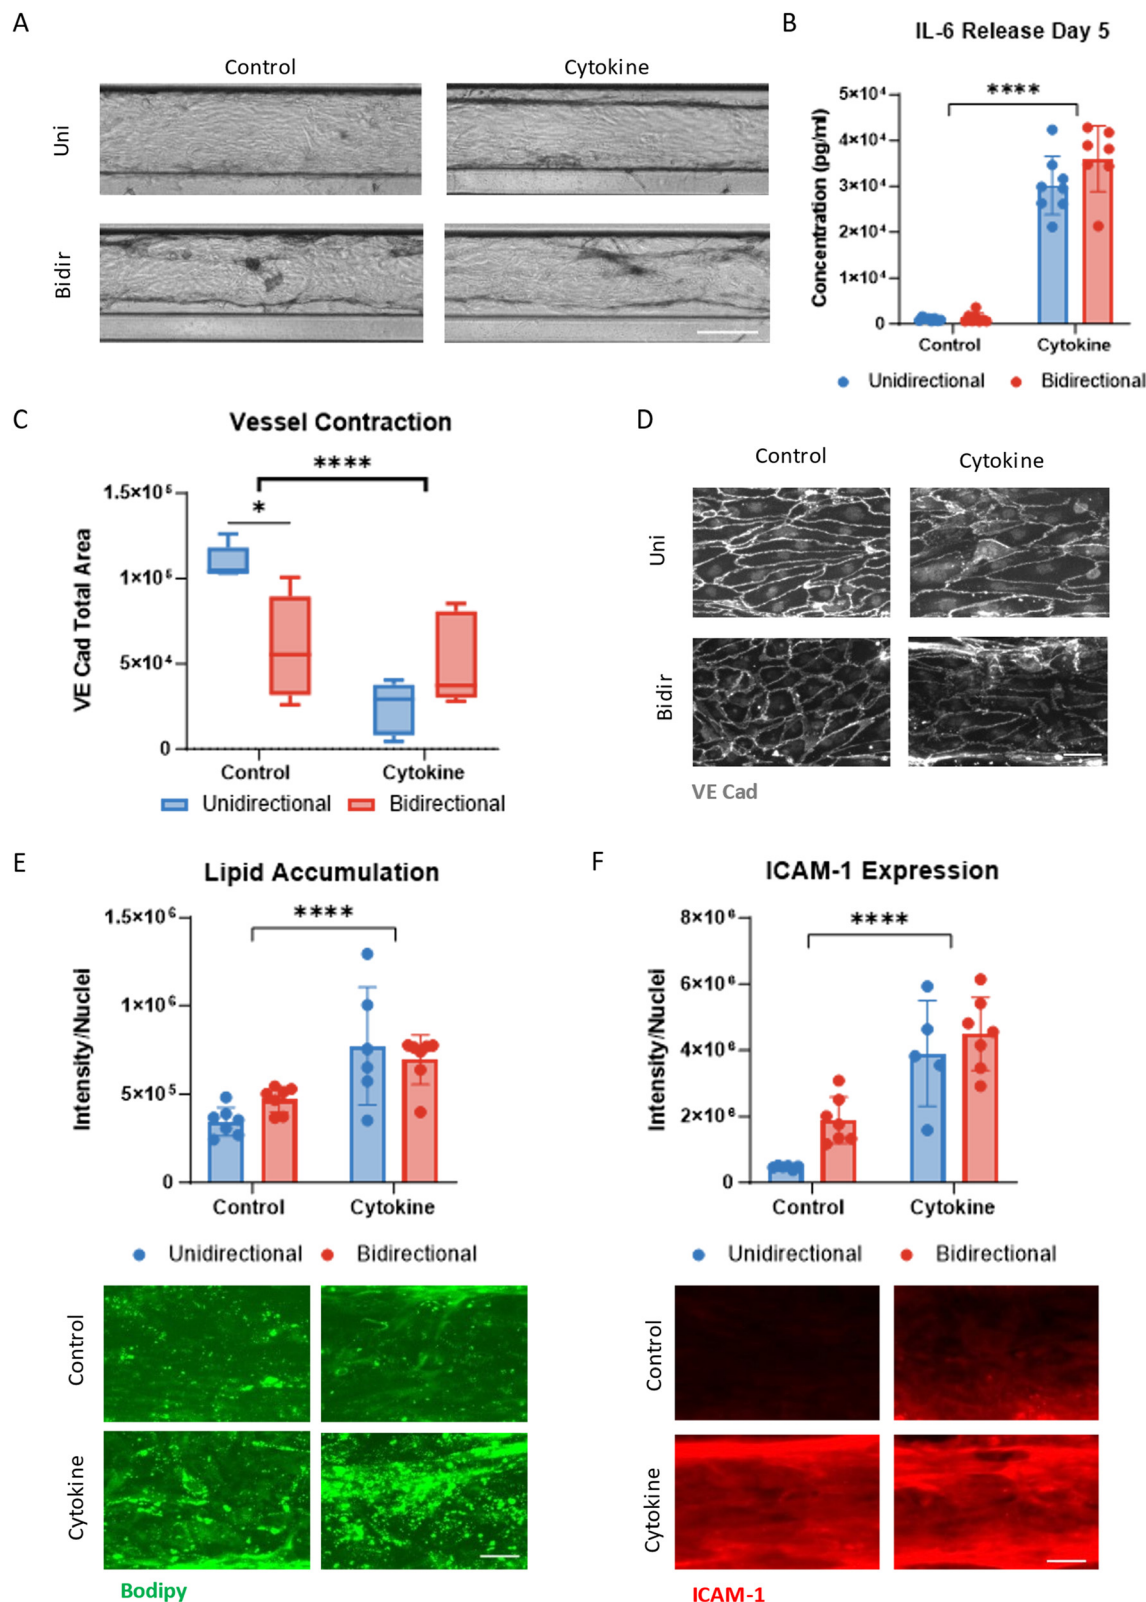 A
Control
Cytokine
Uni
Bidir
B
IL-6 Release Day 5
Concentration (pg/ml)
5×10⁴
4×10⁴
3×10⁴
2×10⁴
1×10⁴
0
****
Control
Cytokine
Unidirectional
Bidirectional
C
Vessel Contraction
VE Cad Total Area
1.5×10⁵
1×10⁵
5×10⁴
0
****
*
Control
Cytokine
Unidirectional
Bidirectional
D
Control
Cytokine
Uni
Bidir
VE Cad
E
Lipid Accumulation
Intensity/Nuclei
1.5×10⁶
1×10⁶
5×10⁵
0
****
Control
Cytokine
Unidirectional
Bidirectional
Control
Cytokine
Bodipy
F
ICAM-1 Expression
Intensity/Nuclei
8×10⁶
6×10⁶
4×10⁶
2×10⁶
0
****
Control
Cytokine
Unidirectional
Bidirectional
Control
Cytokine
ICAM-1